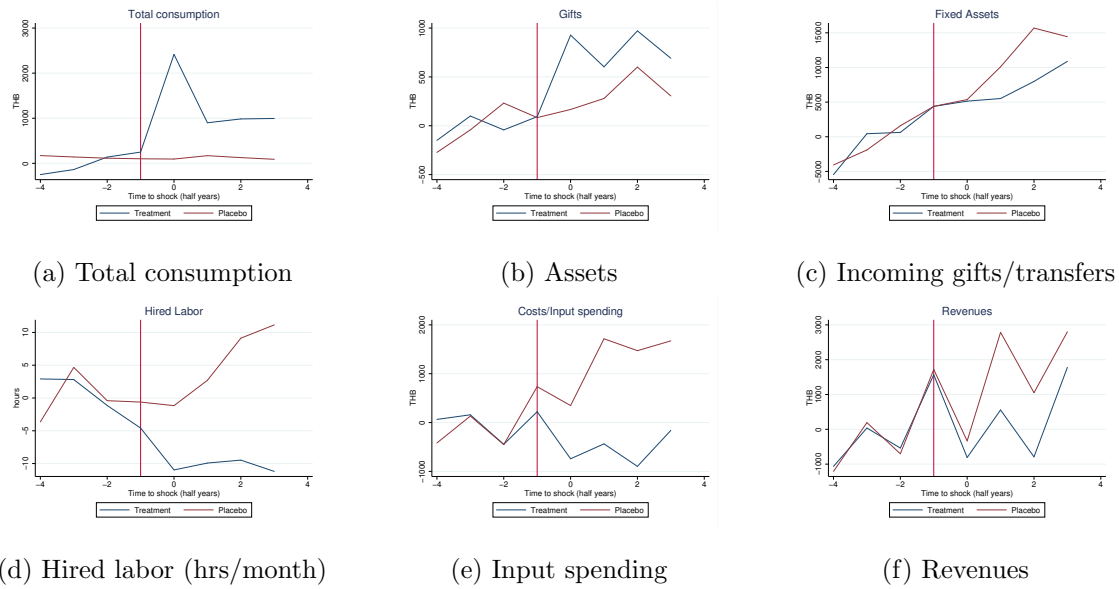 Total consumption
THB
3000
2000
1000
0
−4 −2 0 2 4
Time to shock (half years)
Treatment Placebo
(a) Total consumption
Gifts
THB
1000
500
0
−500
−4 −2 0 2 4
Time to shock (half years)
Treatment Placebo
(b) Assets
Fixed Assets
THB
15000
10000
5000
0
−5000
−4 −2 0 2 4
Time to shock (half years)
Treatment Placebo
(c) Incoming gifts/transfers
Hired Labor
hours
10
5
0
−5
−10
−4 −2 0 2 4
Time to shock (half years)
Treatment Placebo
(d) Hired labor (hrs/month)
Costs/Input spending
THB
2000
1000
0
−1000
−4 −2 0 2 4
Time to shock (half years)
Treatment Placebo
(e) Input spending
Revenues
THB
3000
2000
1000
0
−1000
−4 −2 0 2 4
Time to shock (half years)
Treatment Placebo
(f) Revenues